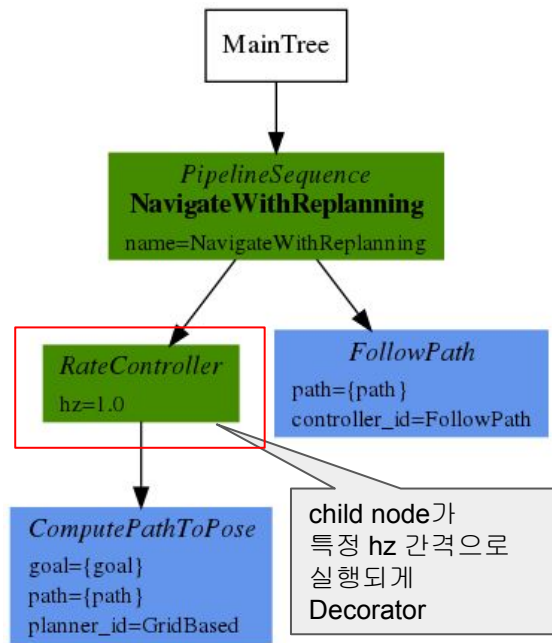 MainTree
PipelineSequence
NavigateWithReplanning
name=NavigateWithReplanning
RateController
hz=1.0
FollowPath
path={path}
controller_id=FollowPath
ComputePathToPose
goal={goal}
path={path}
planner_id=GridBased
child node가
특정 hz 간격으로
실행되게
Decorator